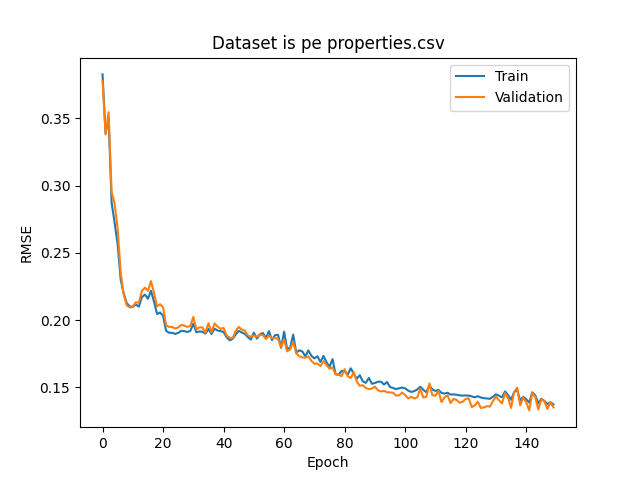 Dataset is pe properties.csv
Train
Validation
RMSE
0.35
0.30
0.25
0.20
0.15
0 20 40 60 80 100 120 140
Epoch